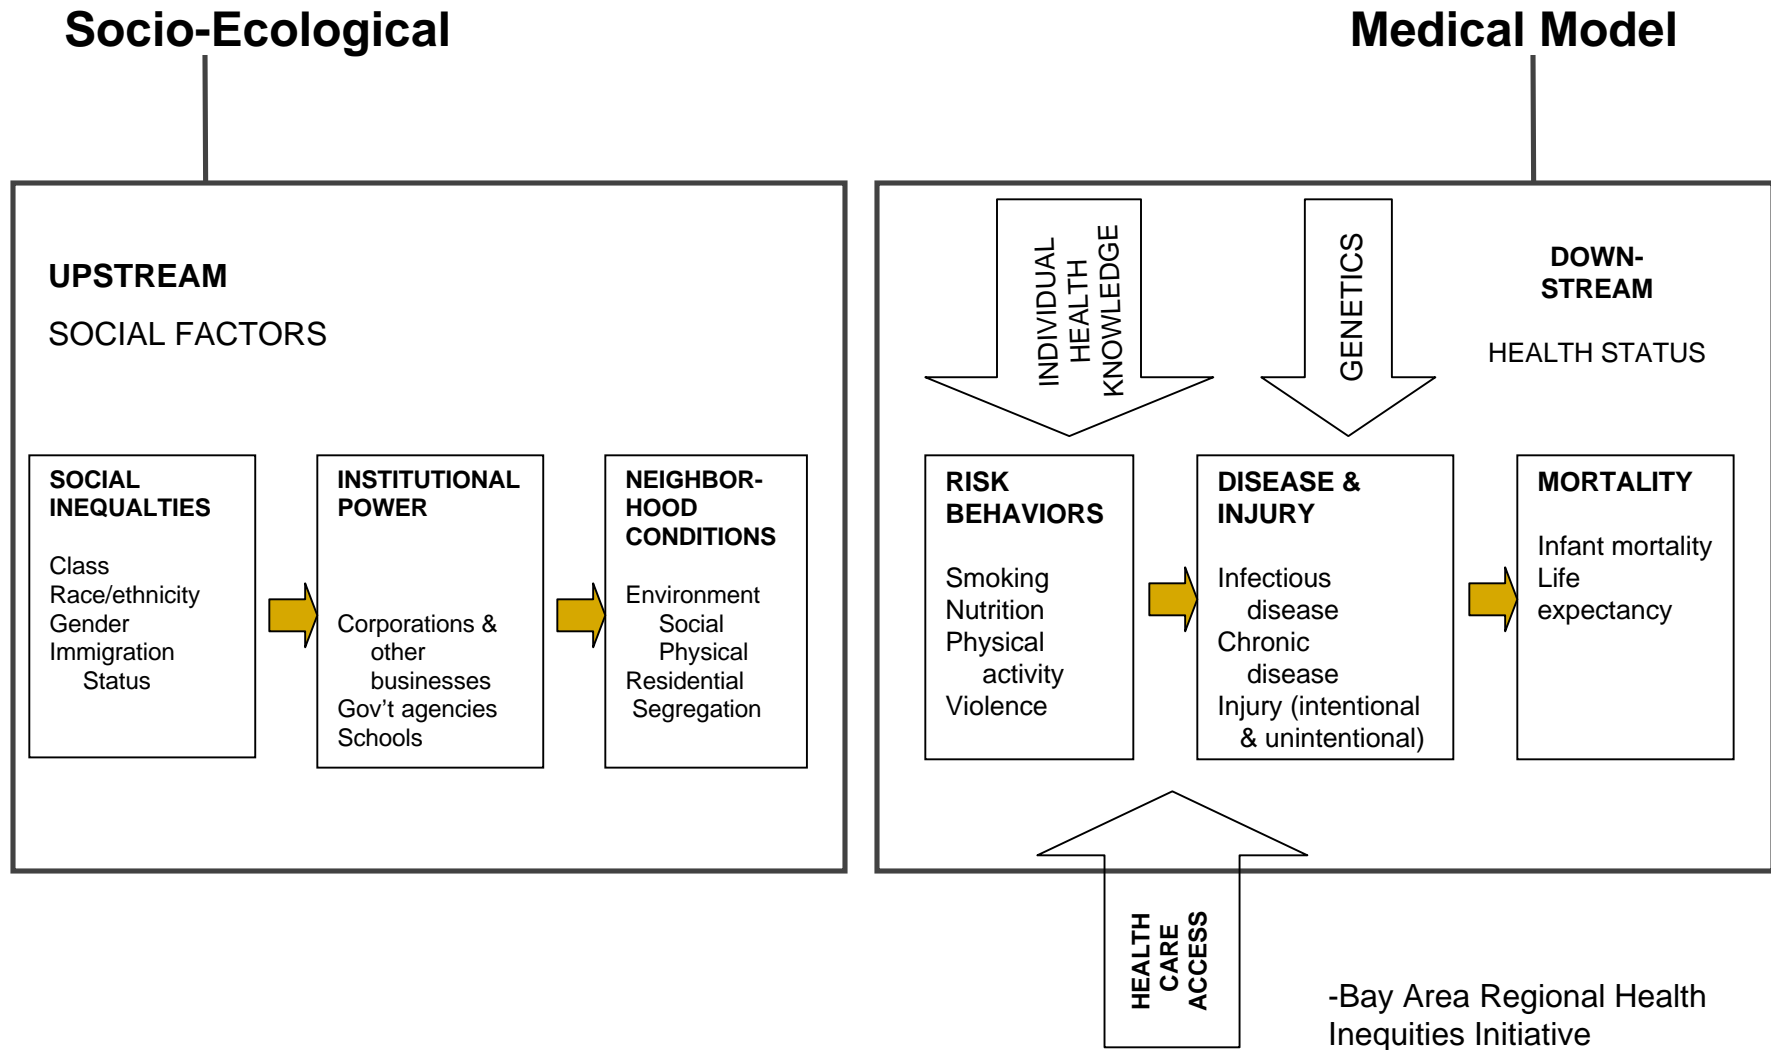 Socio-Ecological
Medical Model
UPSTREAM
SOCIAL FACTORS
SOCIAL
INEQUALTIES
Class
Race/ethnicity
Gender
Immigration
Status
INSTITUTIONAL
POWER
Corporations &
other
businesses
Gov’t agencies
Schools
NEIGHBOR-
HOOD
CONDITIONS
Environment
Social
Physical
Residential
Segregation
INDIVIDUAL
HEALTH
KNOWLEDGE
GENETICS
DOWN-
STREAM
HEALTH STATUS
RISK
BEHAVIORS
Smoking
Nutrition
Physical
activity
Violence
DISEASE &
INJURY
Infectious
disease
Chronic
disease
Injury (intentional
& unintentional)
MORTALITY
Infant mortality
Life
expectancy
HEALTH
CARE
ACCESS
-Bay Area Regional Health
Inequities Initiative